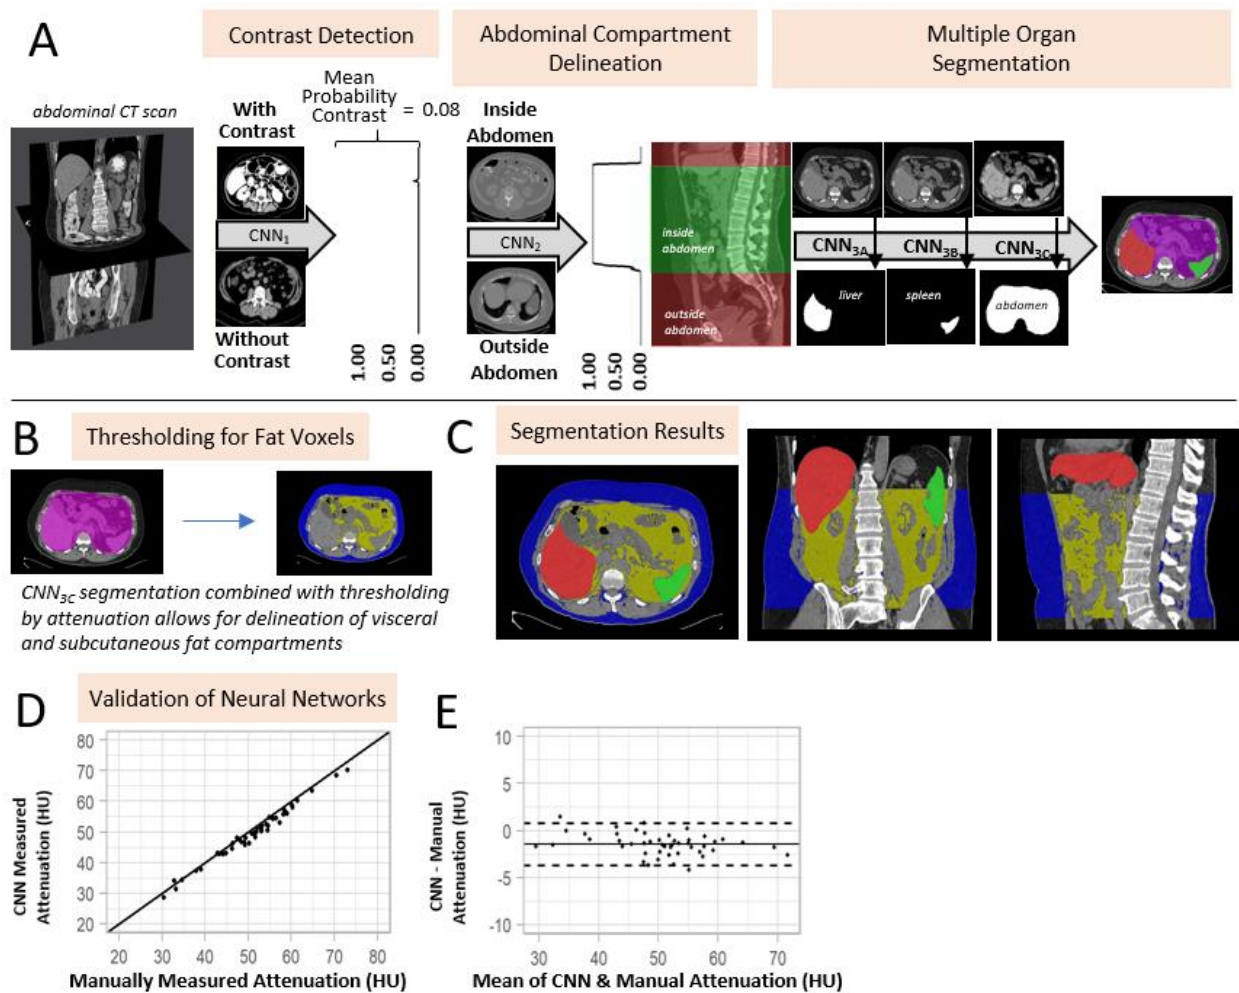 A
Contrast Detection
Abdominal Compartment
Delineation
Multiple Organ
Segmentation
abdominal CT scan
With
Contrast
CNN1
Without
Contrast
Mean
Probability
Contrast
= 0.08
1.00
0.50
0.00
Inside
Abdomen
CNN2
Outside
Abdomen
1.00
0.50
0.00
inside
abdomen
outside
abdomen
CNN3A
CNN3B
CNN3C
liver
spleen
abdomen
B
Thresholding for Fat Voxels
CNN3C segmentation combined with thresholding
by attenuation allows for delineation of visceral
and subcutaneous fat compartments
C
Segmentation Results
D
Validation of Neural Networks
CNN Measured
Attenuation (HU)
80
70
60
50
40
30
20
20 30 40 50 60 70 80
Manually Measured Attenuation (HU)
E
CNN - Manual
Attenuation (HU)
10
5
0
-5
-10
30 40 50 60 70
Mean of CNN & Manual Attenuation (HU)